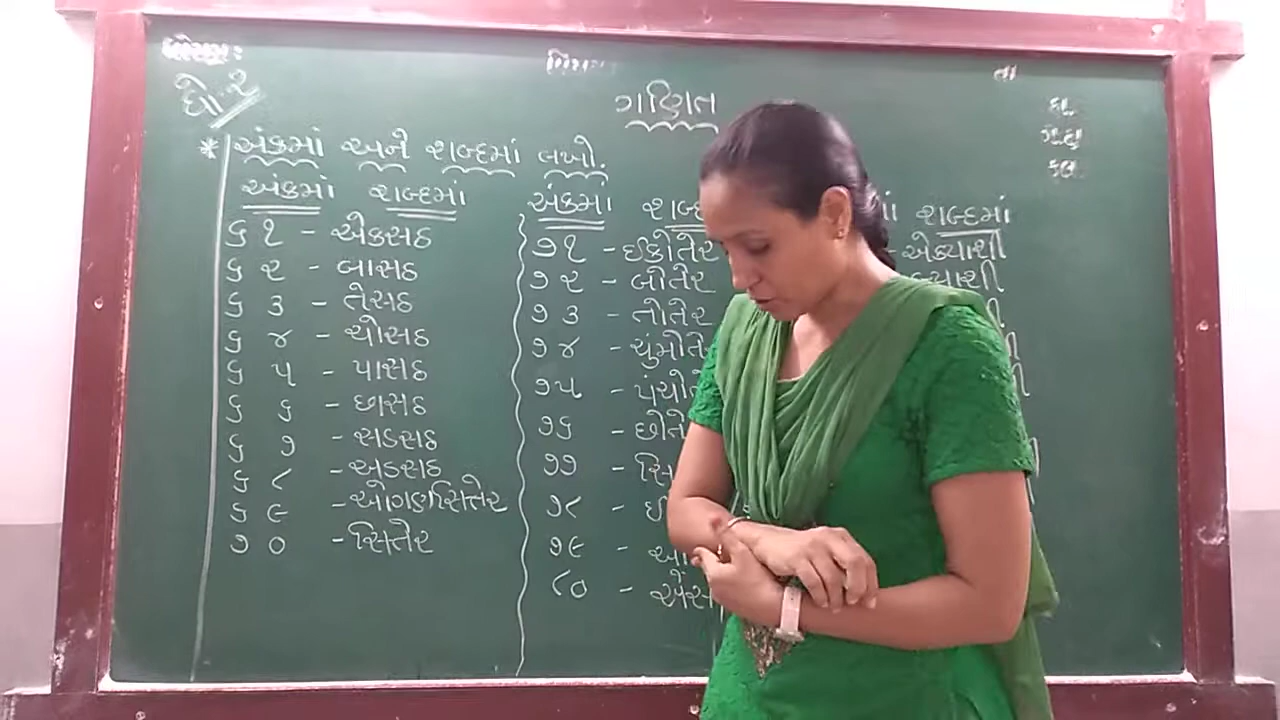 ધો. ૨
ગણિત
* અંકમાં અને શબ્દમાં લખો.
અંકમાં શબ્દમાં
૬૧ - એકસઠ
૬૨ - બાસઠ
૬૩ - તેસઠ
૬૪ - ચોસઠ
૬૫ - પાસઠ
૬૬ - છાસઠ
૬૭ - સડસઠ
૬૮ - અડસઠ
૬૯ - ઓગણસિતેર
૭૦ - સિતેર
અંકમાં
૭૧ - ઈકોતેર
૭૨ - બોતેર
૭૩ - તોતેર
૭૪ - ચુમોતે
૭૫ - પંચોતે
૭૬ - છોતે
૭૭ - સિ
૭૮ - ઈ
૭૯ -
૮૦ - એંસ
શબ્દમાં
- એક્યાશી